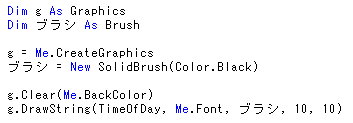 Dim g As Graphics
Dim ブラシ As Brush
g = Me.CreateGraphics
ブラシ = New SolidBrush(Color.Black)
g.Clear(Me.BackColor)
g.DrawString(TimeOfDay, Me.Font, ブラシ, 10, 10)